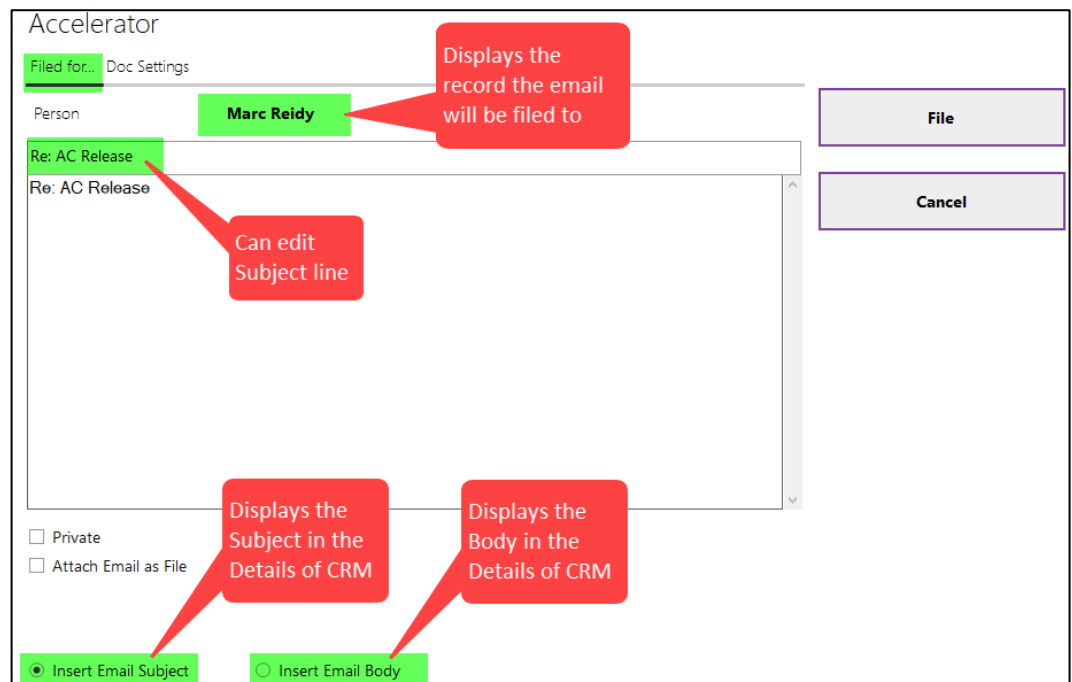 Accelerator
Filed for... Doc Settings
Displays the
record the email
will be filed to
Person Marc Reidy
File
Re: AC Release
Re: AC Release
Cancel
Can edit
Subject line
Displays the
Subject in the
Details of CRM
Displays the
Body in the
Details of CRM
Private
Attach Email as File
Insert Email Subject Insert Email Body